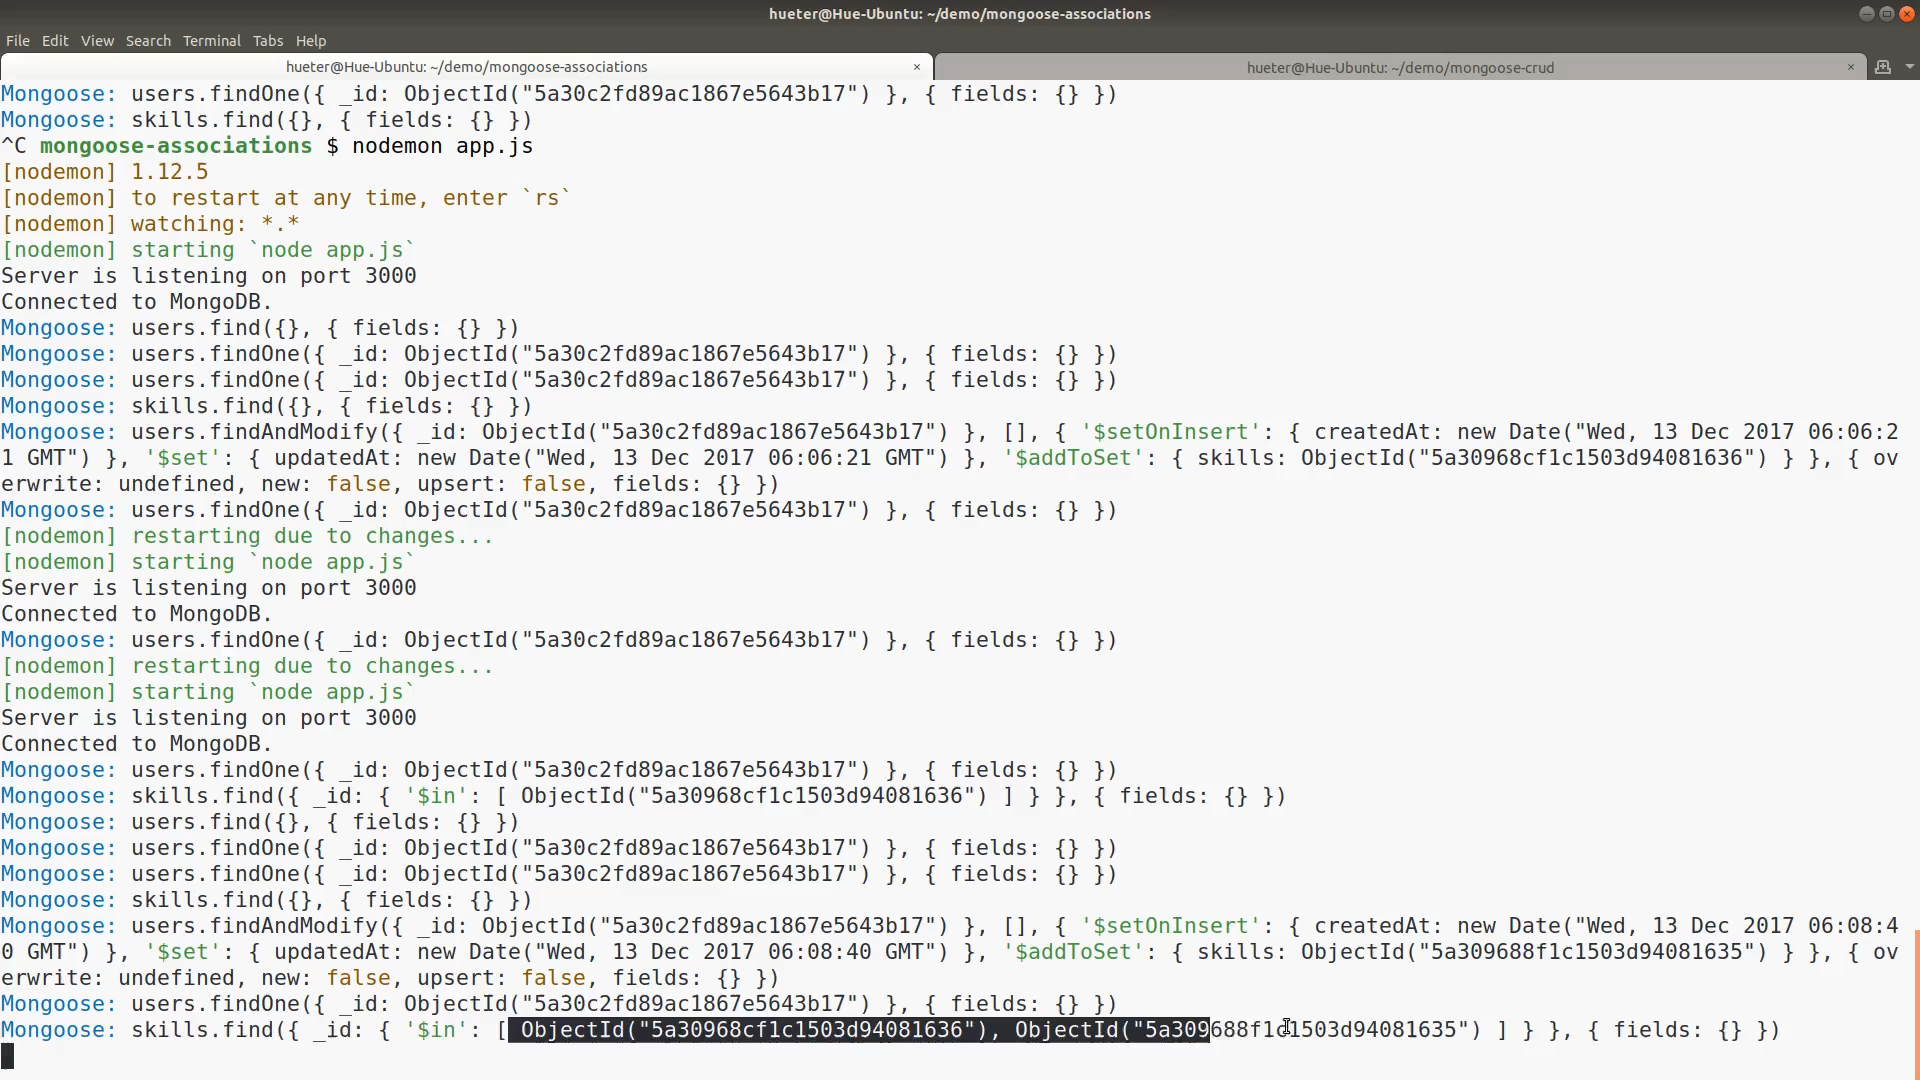 hueter@Hue-Ubuntu: ~/demo/mongoose-associations
File Edit View Search Terminal Tabs Help
hueter@Hue-Ubuntu: ~/demo/mongoose-associations × hueter@Hue-Ubuntu: ~/demo/mongoose-crud ×
Mongoose: users.findOne({ _id: ObjectId("5a30c2fd89ac1867e5643b17") }, { fields: {} })
Mongoose: skills.find({}, { fields: {} })
^C mongoose-associations $ nodemon app.js
[nodemon] 1.12.5
[nodemon] to restart at any time, enter `rs`
[nodemon] watching: *.*
[nodemon] starting `node app.js`
Server is listening on port 3000
Connected to MongoDB.
Mongoose: users.find({}, { fields: {} })
Mongoose: users.findOne({ _id: ObjectId("5a30c2fd89ac1867e5643b17") }, { fields: {} })
Mongoose: users.findOne({ _id: ObjectId("5a30c2fd89ac1867e5643b17") }, { fields: {} })
Mongoose: skills.find({}, { fields: {} })
Mongoose: users.findAndModify({ _id: ObjectId("5a30c2fd89ac1867e5643b17") }, [], { '$setOnInsert': { createdAt: new Date("Wed, 13 Dec 2017 06:06:2
1 GMT") }, '$set': { updatedAt: new Date("Wed, 13 Dec 2017 06:06:21 GMT") }, '$addToSet': { skills: ObjectId("5a30968cf1c1503d94081636") } }, { ov
erwrite: undefined, new: false, upsert: false, fields: {} })
Mongoose: users.findOne({ _id: ObjectId("5a30c2fd89ac1867e5643b17") }, { fields: {} })
[nodemon] restarting due to changes...
[nodemon] starting `node app.js`
Server is listening on port 3000
Connected to MongoDB.
Mongoose: users.findOne({ _id: ObjectId("5a30c2fd89ac1867e5643b17") }, { fields: {} })
[nodemon] restarting due to changes...
[nodemon] starting `node app.js`
Server is listening on port 3000
Connected to MongoDB.
Mongoose: users.findOne({ _id: ObjectId("5a30c2fd89ac1867e5643b17") }, { fields: {} })
Mongoose: skills.find({ _id: { '$in': [ ObjectId("5a30968cf1c1503d94081636") ] } }, { fields: {} })
Mongoose: users.find({}, { fields: {} })
Mongoose: users.findOne({ _id: ObjectId("5a30c2fd89ac1867e5643b17") }, { fields: {} })
Mongoose: users.findOne({ _id: ObjectId("5a30c2fd89ac1867e5643b17") }, { fields: {} })
Mongoose: skills.find({}, { fields: {} })
Mongoose: users.findAndModify({ _id: ObjectId("5a30c2fd89ac1867e5643b17") }, [], { '$setOnInsert': { createdAt: new Date("Wed, 13 Dec 2017 06:08:4
0 GMT") }, '$set': { updatedAt: new Date("Wed, 13 Dec 2017 06:08:40 GMT") }, '$addToSet': { skills: ObjectId("5a309688f1c1503d94081635") } }, { ov
erwrite: undefined, new: false, upsert: false, fields: {} })
Mongoose: users.findOne({ _id: ObjectId("5a30c2fd89ac1867e5643b17") }, { fields: {} })
Mongoose: skills.find({ _id: { '$in': [ ObjectId("5a30968cf1c1503d94081636"), ObjectId("5a309688f1c1503d94081635") ] } }, { fields: {} })